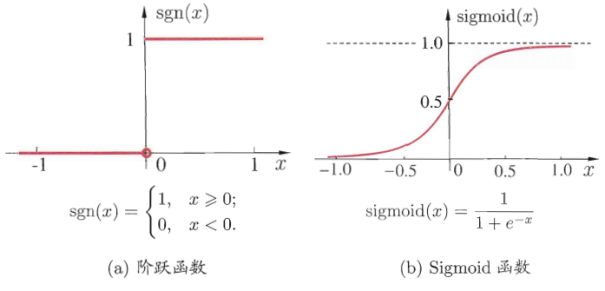 sgn(x)
1
-1
0
1
x
sgn(x) = {1, x ⩾ 0;
0, x < 0.
(a) 阶跃函数
sigmoid(x)
1.0
0.5
−1.0
−0.5
0
0.5
1.0
x
sigmoid(x) = 1 / (1 + e^{−x})
(b) Sigmoid 函数